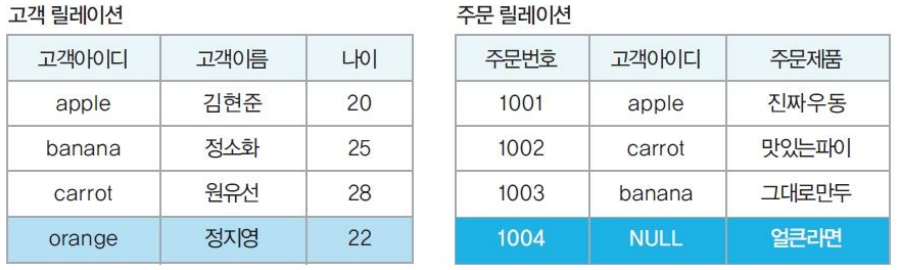 고객 릴레이션
고객아이디 고객이름 나이
apple 김현준 20
banana 정소화 25
carrot 원유선 28
orange 정지영 22
주문 릴레이션
주문번호 고객아이디 주문제품
1001 apple 진짜우동
1002 carrot 맛있는파이
1003 banana 그대로만두
1004 NULL 얼큰라면